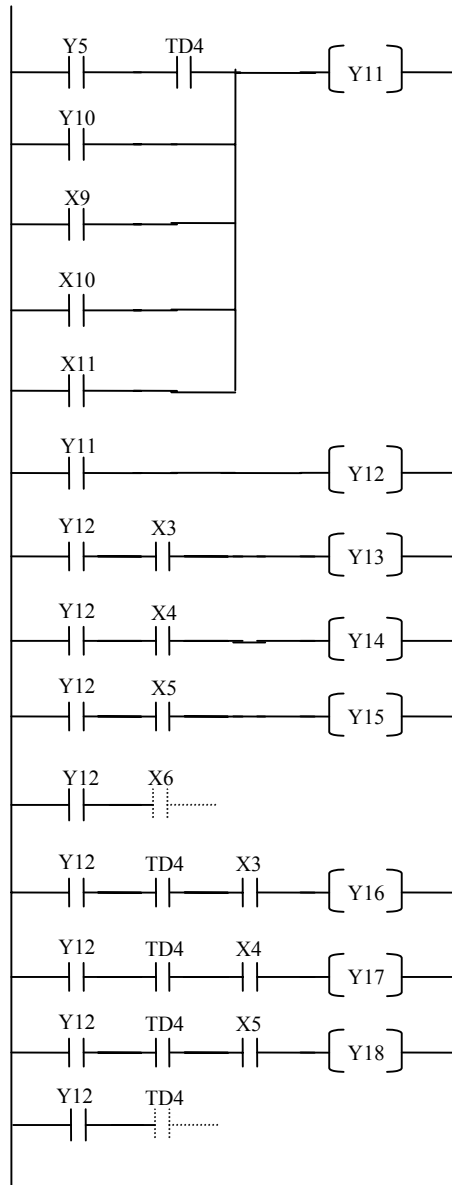 Y5 TD4
Y11
Y10
X9
X10
X11
Y11
Y12
Y12 X3
Y13
Y12 X4
Y14
Y12 X5
Y15
Y12 X6
Y12 TD4 X3
Y16
Y12 TD4 X4
Y17
Y12 TD4 X5
Y18
Y12 TD4